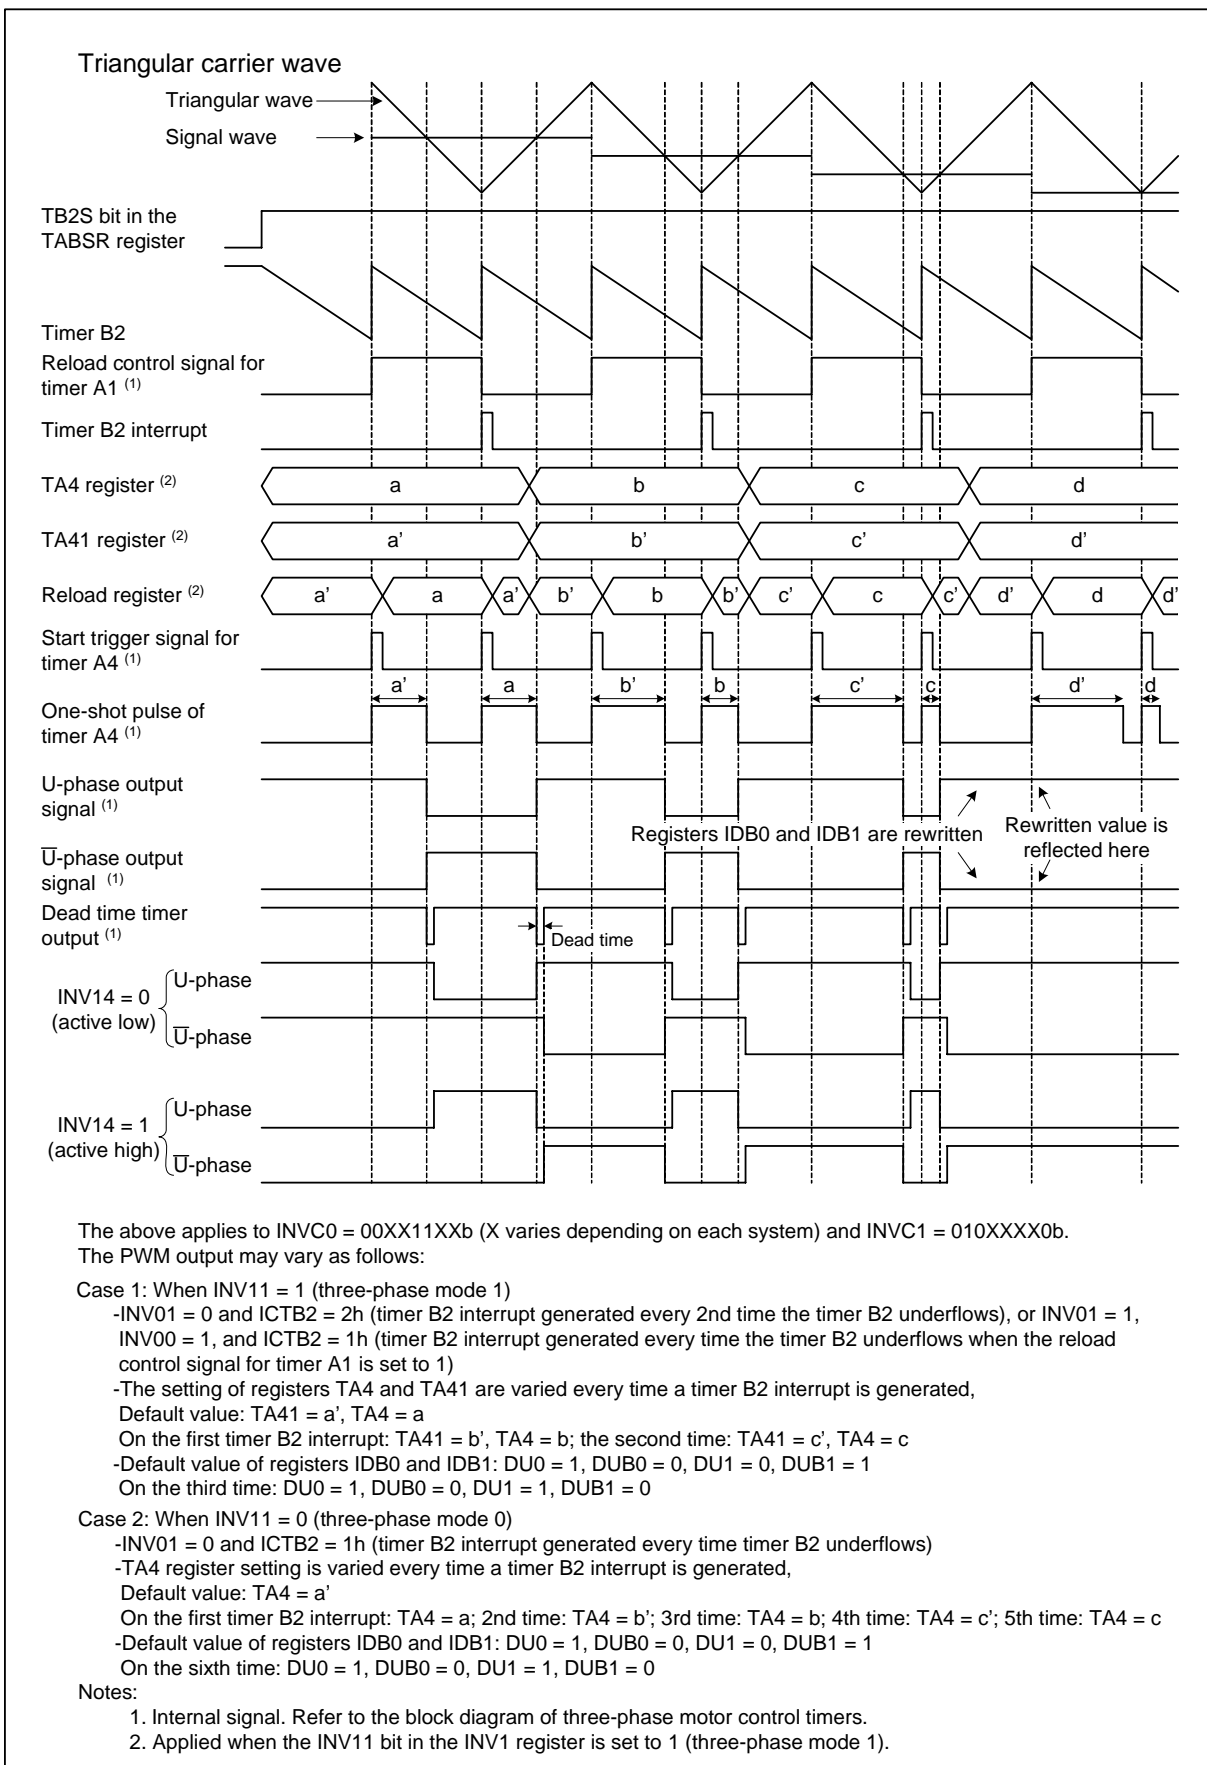 Triangular carrier wave
Triangular wave
Signal wave
TB2S bit in the
TABSR register
Timer B2
Reload control signal for
timer A1 (1)
Timer B2 interrupt
TA4 register (2)
a b c d
TA41 register (2)
a' b' c' d'
Reload register (2)
a' a a' b' b b' c' c c' d' d d'
Start trigger signal for
timer A4 (1)
a' a b' b c' c d' d
One-shot pulse of
timer A4 (1)
U-phase output
signal (1)
Registers IDB0 and IDB1 are rewritten
Rewritten value is
reflected here
U̅-phase output
signal (1)
Dead time timer
output (1)
Dead time
INV14 = 0
(active low)
U-phase
U̅-phase
INV14 = 1
(active high)
U-phase
U̅-phase
The above applies to INVC0 = 00XX11XXb (X varies depending on each system) and INVC1 = 010XXXX0b.
The PWM output may vary as follows:
Case 1: When INV11 = 1 (three-phase mode 1)
-INV01 = 0 and ICTB2 = 2h (timer B2 interrupt generated every 2nd time the timer B2 underflows), or INV01 = 1,
INV00 = 1, and ICTB2 = 1h (timer B2 interrupt generated every time the timer B2 underflows when the reload
control signal for timer A1 is set to 1)
-The setting of registers TA4 and TA41 are varied every time a timer B2 interrupt is generated,
Default value: TA41 = a', TA4 = a
On the first timer B2 interrupt: TA41 = b', TA4 = b; the second time: TA41 = c', TA4 = c
-Default value of registers IDB0 and IDB1: DU0 = 1, DUB0 = 0, DU1 = 0, DUB1 = 1
On the third time: DU0 = 1, DUB0 = 0, DU1 = 1, DUB1 = 0
Case 2: When INV11 = 0 (three-phase mode 0)
-INV01 = 0 and ICTB2 = 1h (timer B2 interrupt generated every time timer B2 underflows)
-TA4 register setting is varied every time a timer B2 interrupt is generated,
Default value: TA4 = a'
On the first timer B2 interrupt: TA4 = a; 2nd time: TA4 = b'; 3rd time: TA4 = b; 4th time: TA4 = c'; 5th time: TA4 = c
-Default value of registers IDB0 and IDB1: DU0 = 1, DUB0 = 0, DU1 = 0, DUB1 = 1
On the sixth time: DU0 = 1, DUB0 = 0, DU1 = 1, DUB1 = 0
Notes:
1. Internal signal. Refer to the block diagram of three-phase motor control timers.
2. Applied when the INV11 bit in the INV1 register is set to 1 (three-phase mode 1).